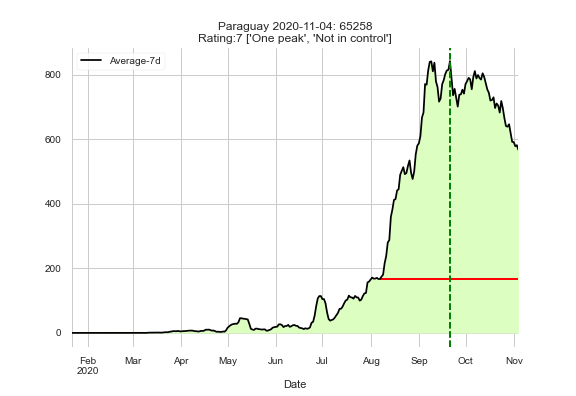 Paraguay 2020-11-04: 65258
Rating:7 ['One peak', 'Not in control']
Average-7d
800
600
400
200
0
Feb Mar Apr May Jun Jul Aug Sep Oct Nov
2020
Date